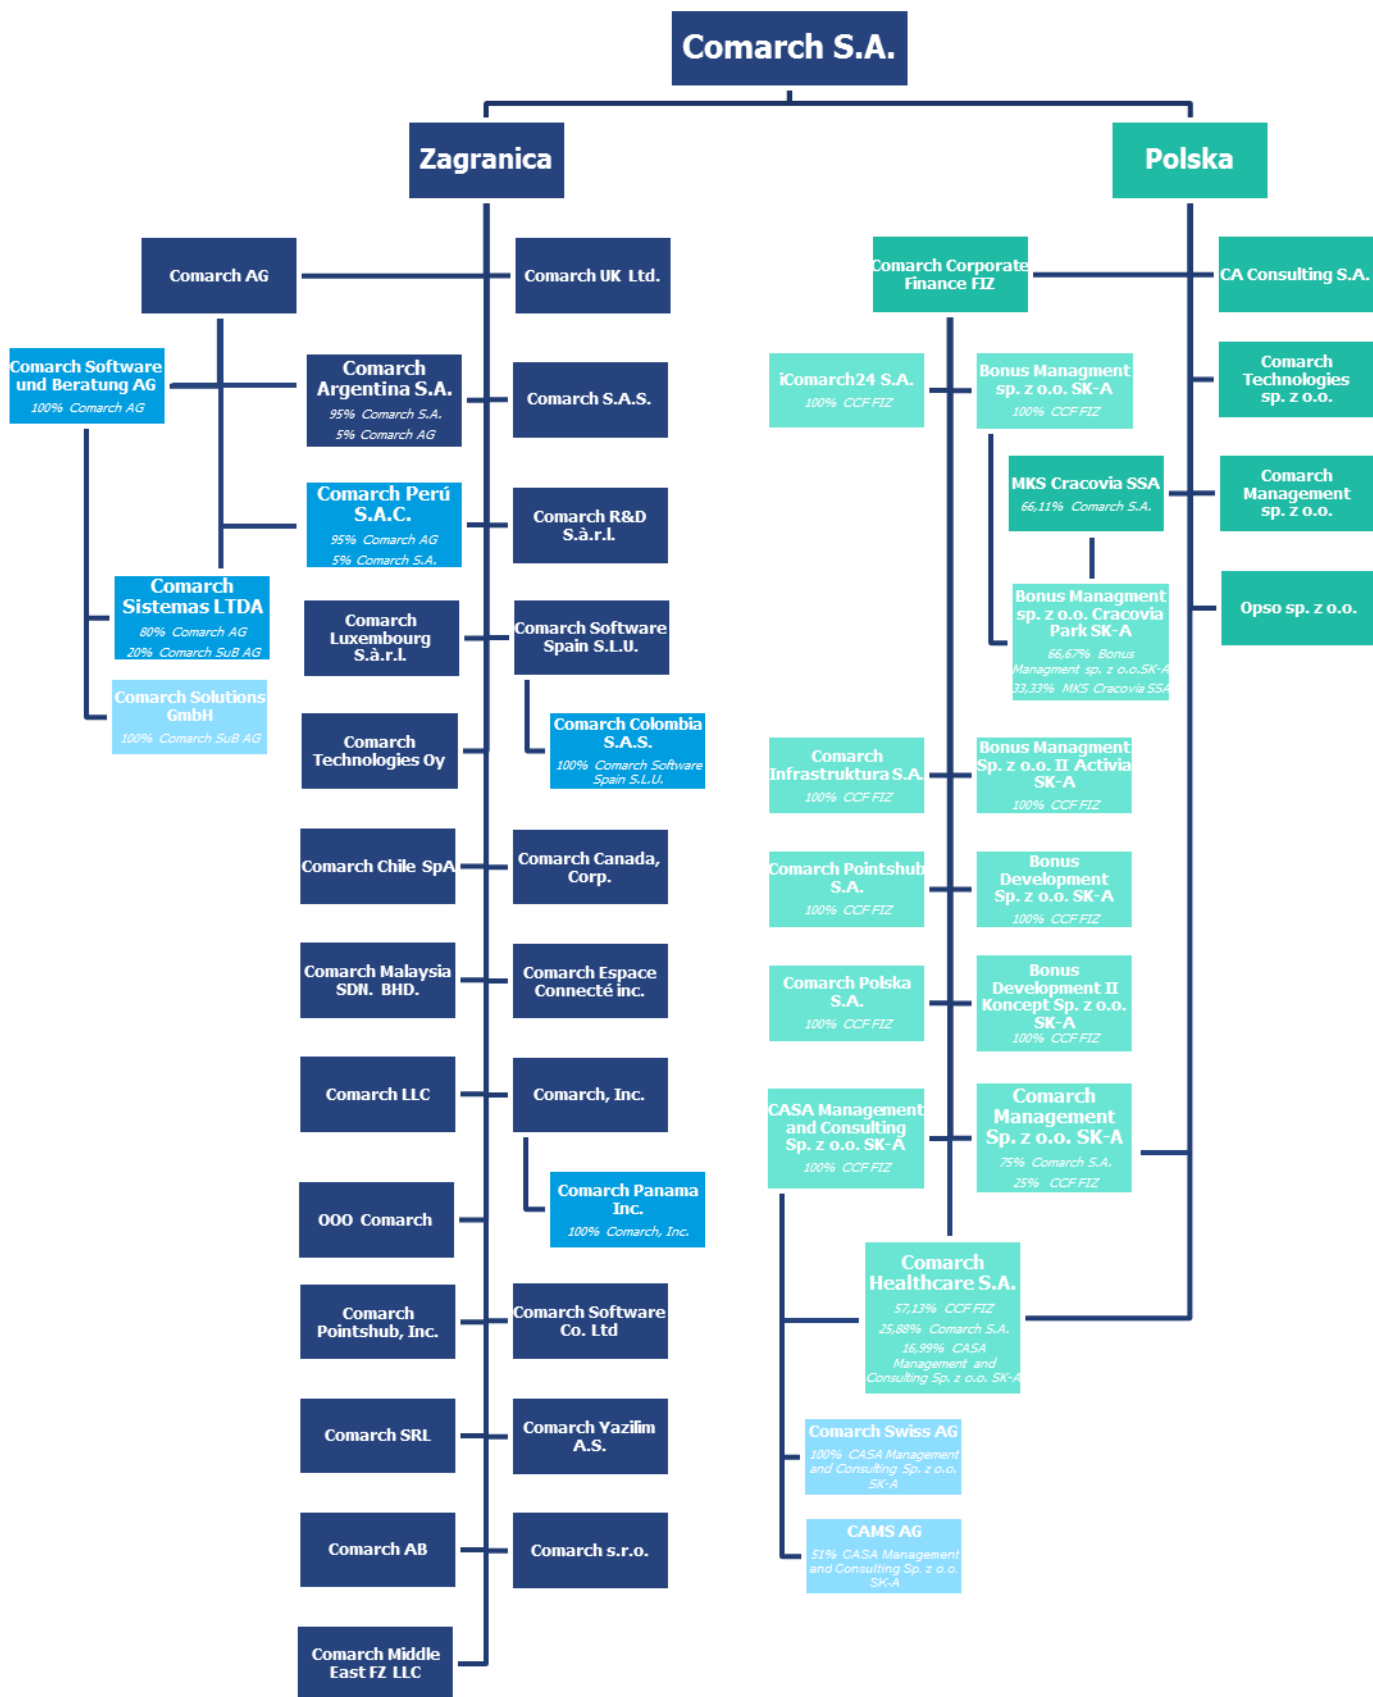 Comarch S.A.
Zagranica
Polska
Comarch AG
Comarch UK Ltd.
Comarch Software
und Beratung AG
100% Comarch AG
Comarch
Argentina S.A.
95% Comarch S.A.
5% Comarch AG
Comarch S.A.S.
Comarch Perú
S.A.C.
95% Comarch AG
5% Comarch S.A.
Comarch R&D
S.à.r.l.
Comarch
Sistemas LTDA
80% Comarch AG
20% Comarch SuB AG
Comarch
Luxembourg
S.à.r.l.
Comarch Software
Spain S.L.U.
Comarch Solutions
GmbH
100% Comarch SuB AG
Comarch
Technologies Oy
Comarch Colombia
S.A.S.
100% Comarch Software
Spain S.L.U.
Comarch Chile SpA
Comarch Canada,
Corp.
Comarch Malaysia
SDN. BHD.
Comarch Espace
Connecté inc.
Comarch LLC
Comarch, Inc.
Comarch Panama
Inc.
100% Comarch, Inc.
OOO Comarch
Comarch
Pointshub, Inc.
Comarch Software
Co. Ltd
Comarch SRL
Comarch Yazilim
A.S.
Comarch AB
Comarch s.r.o.
Comarch Middle
East FZ LLC
Comarch Corporate
Finance FIZ
CA Consulting S.A.
iComarch24 S.A.
100% CCF FIZ
Bonus Managment
sp. z o.o. SK-A
100% CCF FIZ
Comarch
Technologies
sp. z o.o.
MKS Cracovia SSA
66,11% Comarch S.A.
Comarch
Management
sp. z o.o.
Bonus Managment
sp. z o.o. Cracovia
Park SK-A
66,67% Bonus
Managment sp. z o.o.SK-A
33,33% MKS Cracovia SSA
Opso sp. z o.o.
Comarch
Infrastruktura S.A.
100% CCF FIZ
Bonus Managment
Sp. z o.o. II Activia
SK-A
100% CCF FIZ
Comarch Pointshub
S.A.
100% CCF FIZ
Bonus
Development
Sp. z o.o. SK-A
100% CCF FIZ
Comarch Polska
S.A.
100% CCF FIZ
Bonus
Development II
Koncept Sp. z o.o.
SK-A
100% CCF FIZ
CASA Management
and Consulting
Sp. z o.o. SK-A
100% CCF FIZ
Comarch
Management
Sp. z o.o. SK-A
75% Comarch S.A.
25% CCF FIZ
Comarch
Healthcare S.A.
57,13% CCF FIZ
25,88% Comarch S.A.
16,99% CASA
Management and
Consulting Sp. z o.o. SK-A
Comarch Swiss AG
100% CASA Management
and Consulting Sp. z o.o.
SK-A
CAMS AG
51% CASA Management
and Consulting Sp. z o.o.
SK-A